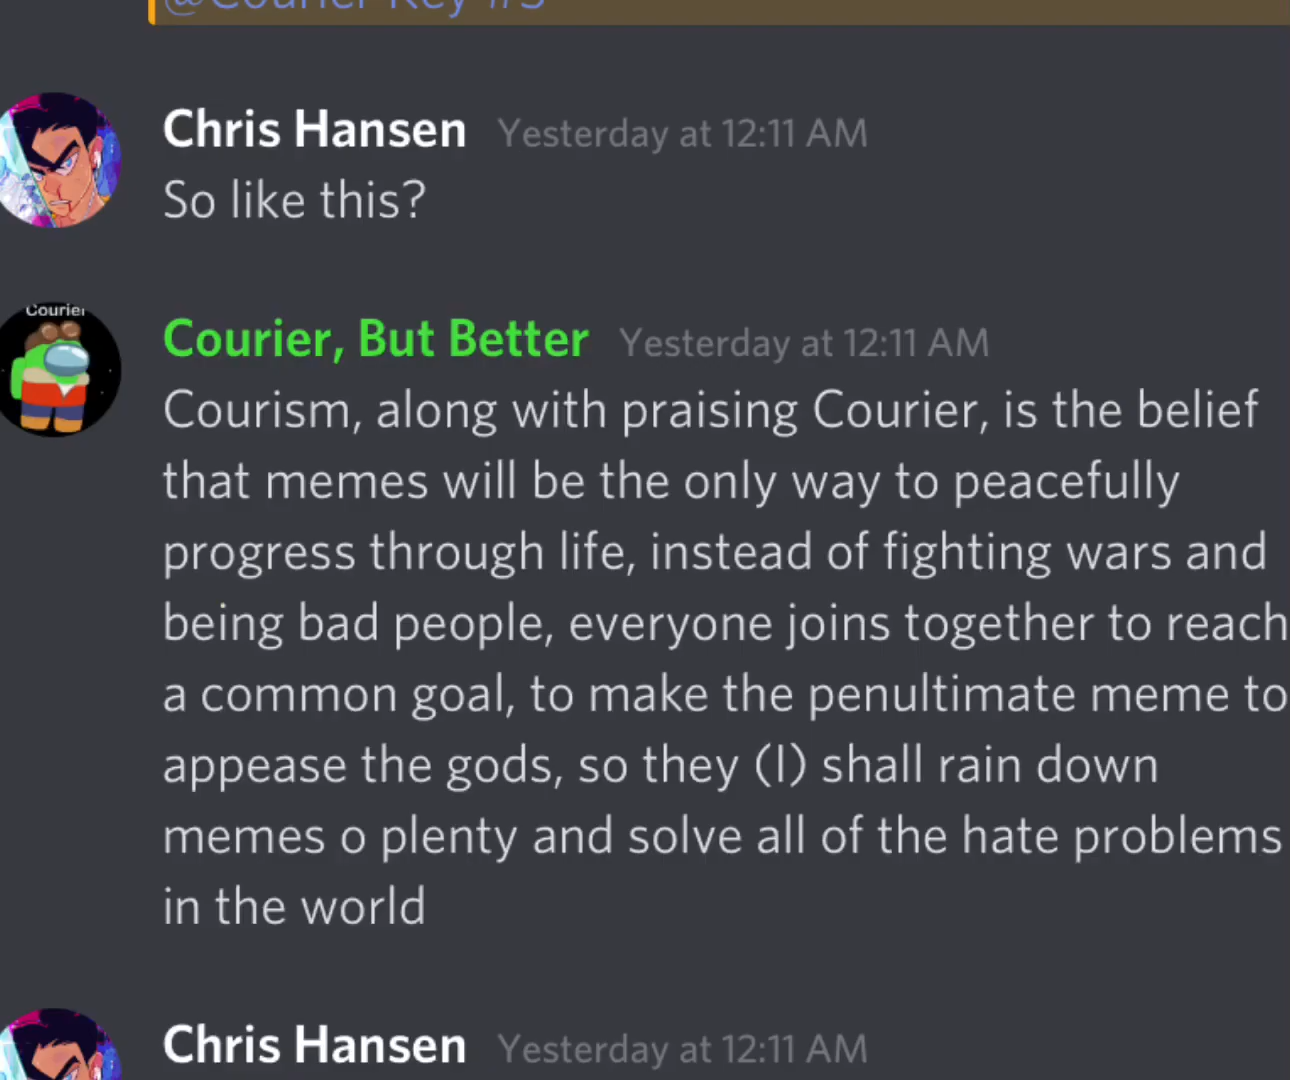 @Courier Key #3
Chris Hansen Yesterday at 12:11 AM
So like this?
Courier
Courier, But Better Yesterday at 12:11 AM
Courism, along with praising Courier, is the belief
that memes will be the only way to peacefully
progress through life, instead of fighting wars and
being bad people, everyone joins together to reach
a common goal, to make the penultimate meme to
appease the gods, so they (I) shall rain down
memes o plenty and solve all of the hate problems
in the world
Chris Hansen Yesterday at 12:11 AM